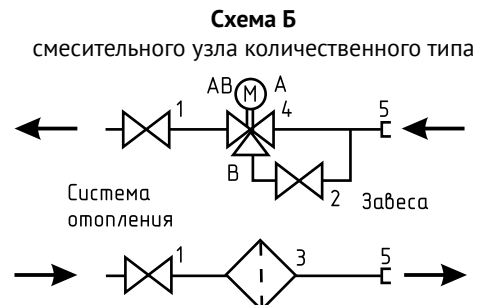 Схема Б
смесительного узла количественного типа
АВ М А
1 4 5
В
2
Система
отопления
Завеса
1 3 5